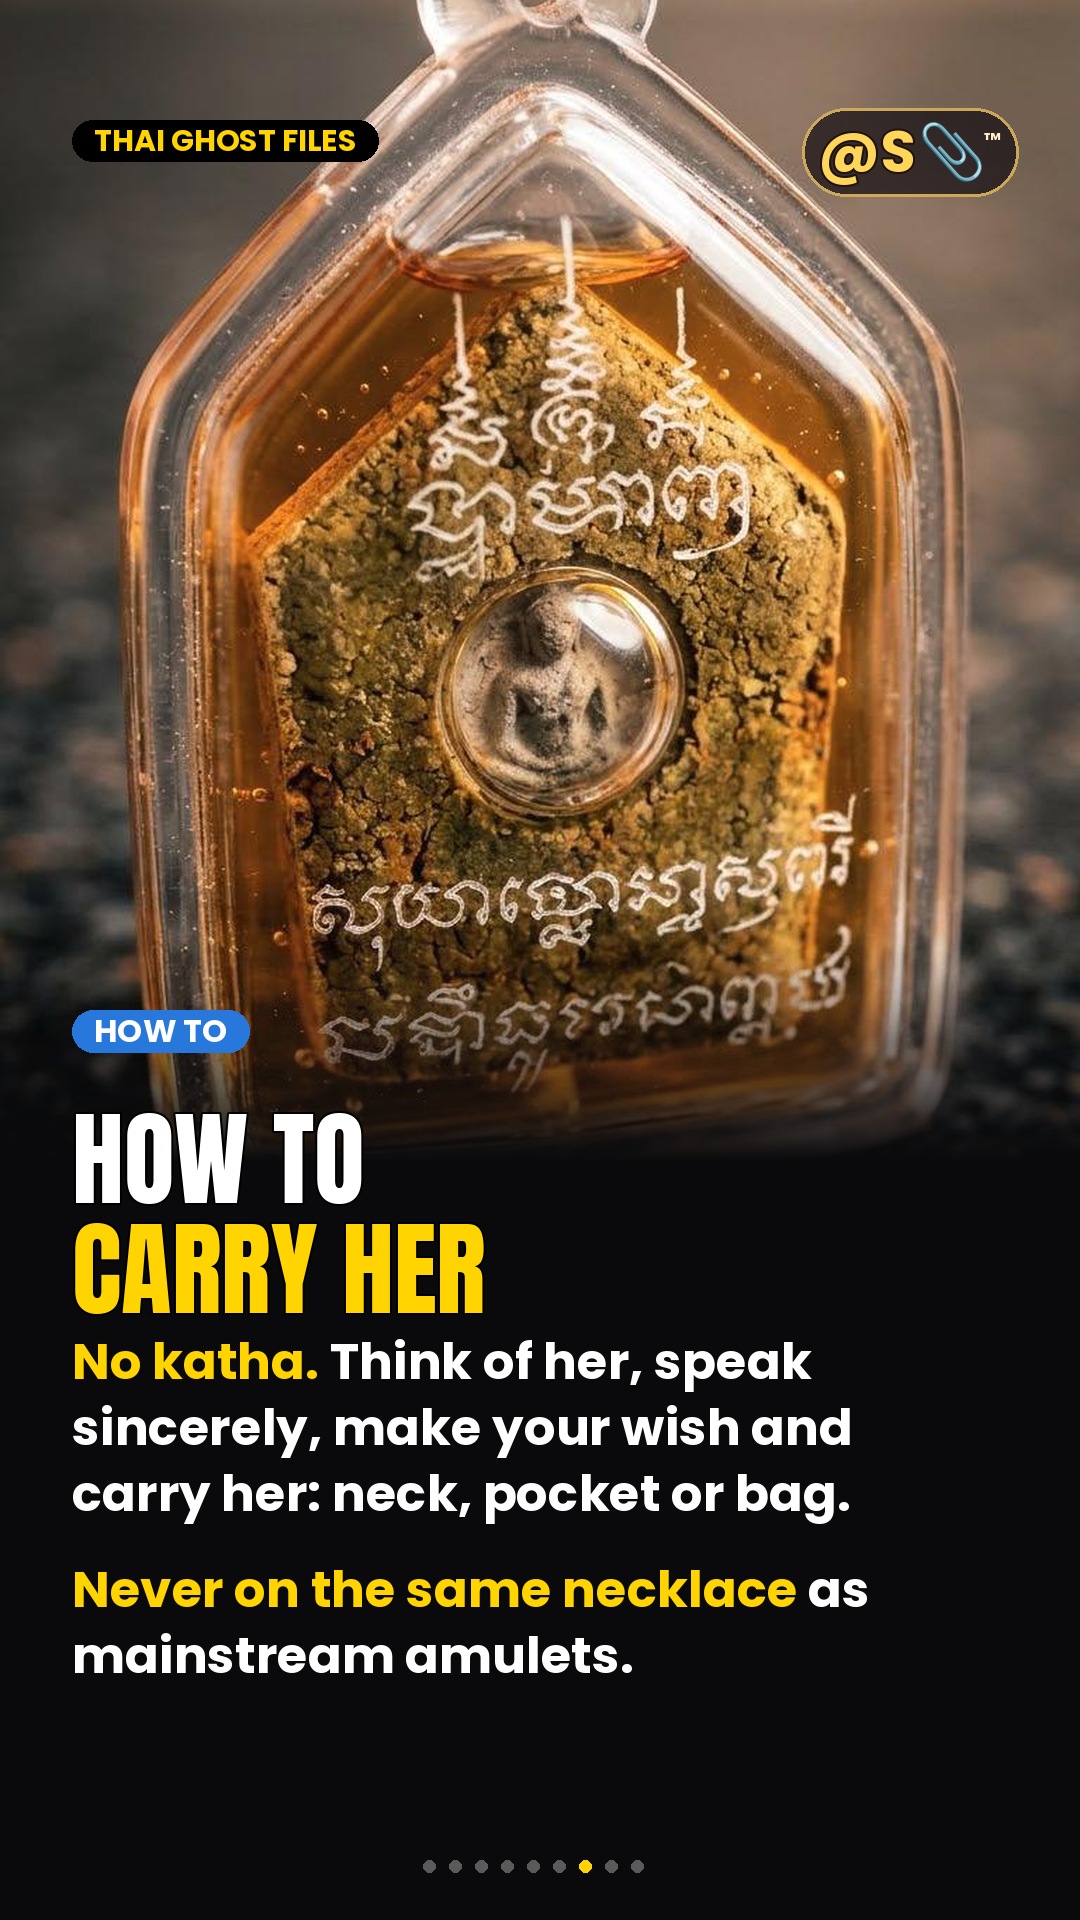 THAI GHOST FILES
@S📎™
HOW TO
HOW TO
CARRY HER
No katha. Think of her, speak
sincerely, make your wish and
carry her: neck, pocket or bag.
Never on the same necklace as
mainstream amulets.